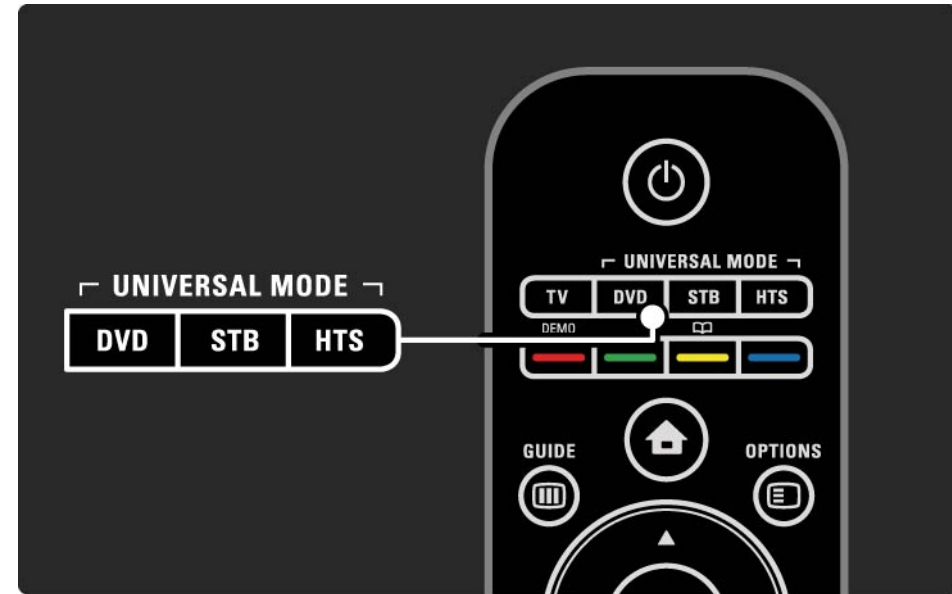 UNIVERSAL MODE
DVD STB HTS
UNIVERSAL MODE
TV DVD STB HTS
DEMO
GUIDE
OPTIONS